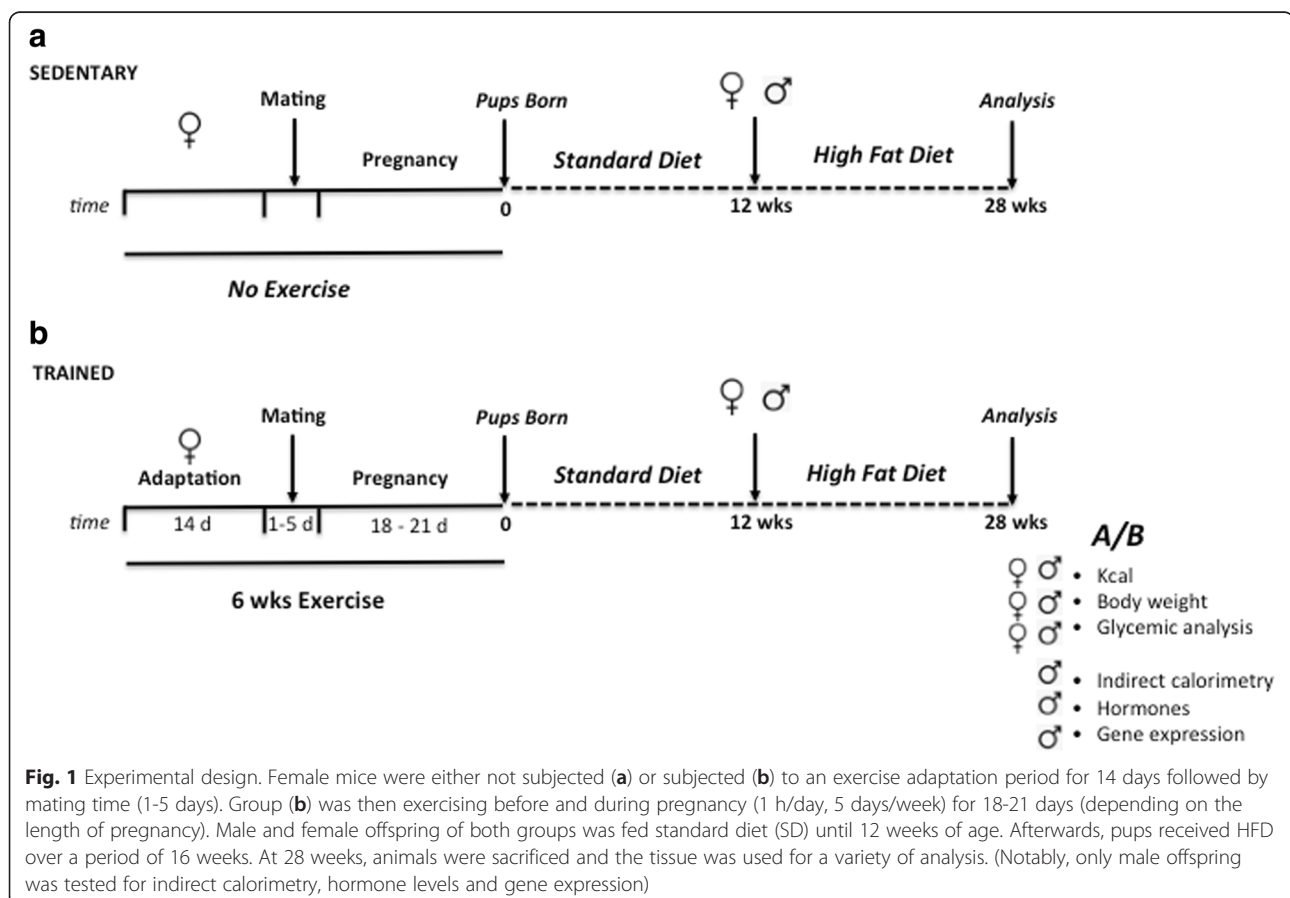 a
SEDENTARY
♀
Mating
Pups Born
♀ ♂
Analysis
Pregnancy
Standard Diet
High Fat Diet
time
0
12 wks
28 wks
No Exercise
b
TRAINED
♀
Mating
Pups Born
♀ ♂
Analysis
Adaptation
Pregnancy
Standard Diet
High Fat Diet
time
14 d
1-5 d
18 - 21 d
0
12 wks
28 wks
6 wks Exercise
A/B
♀ ♂ • Kcal
♀ ♂ • Body weight
♀ ♂ • Glycemic analysis
♂ • Indirect calorimetry
♂ • Hormones
♂ • Gene expression
Fig. 1 Experimental design. Female mice were either not subjected (a) or subjected (b) to an exercise adaptation period for 14 days followed by
mating time (1-5 days). Group (b) was then exercising before and during pregnancy (1 h/day, 5 days/week) for 18-21 days (depending on the
length of pregnancy). Male and female offspring of both groups was fed standard diet (SD) until 12 weeks of age. Afterwards, pups received HFD
over a period of 16 weeks. At 28 weeks, animals were sacrificed and the tissue was used for a variety of analysis. (Notably, only male offspring
was tested for indirect calorimetry, hormone levels and gene expression)